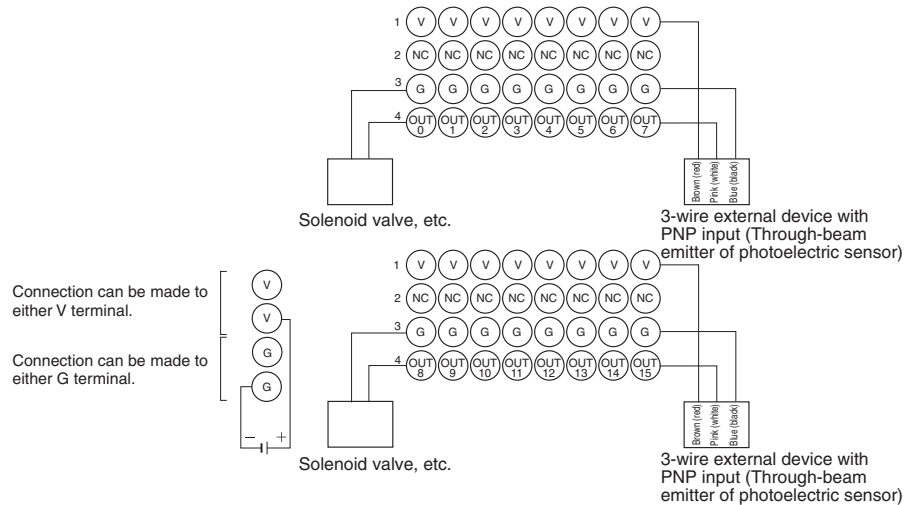 1 V V V V V V V V
2 NC NC NC NC NC NC NC NC
3 G G G G G G G G
4 OUT 0 OUT 1 OUT 2 OUT 3 OUT 4 OUT 5 OUT 6 OUT 7
Brown (red)
Pink (white)
Blue (black)
Solenoid valve, etc.
3-wire external device with
PNP input (Through-beam
emitter of photoelectric sensor)
Connection can be made to
either V terminal.
Connection can be made to
either G terminal.
V
V
G
G
− +
1 V V V V V V V V
2 NC NC NC NC NC NC NC NC
3 G G G G G G G G
4 OUT 8 OUT 9 OUT 10 OUT 11 OUT 12 OUT 13 OUT 14 OUT 15
Brown (red)
Pink (white)
Blue (black)
Solenoid valve, etc.
3-wire external device with
PNP input (Through-beam
emitter of photoelectric sensor)